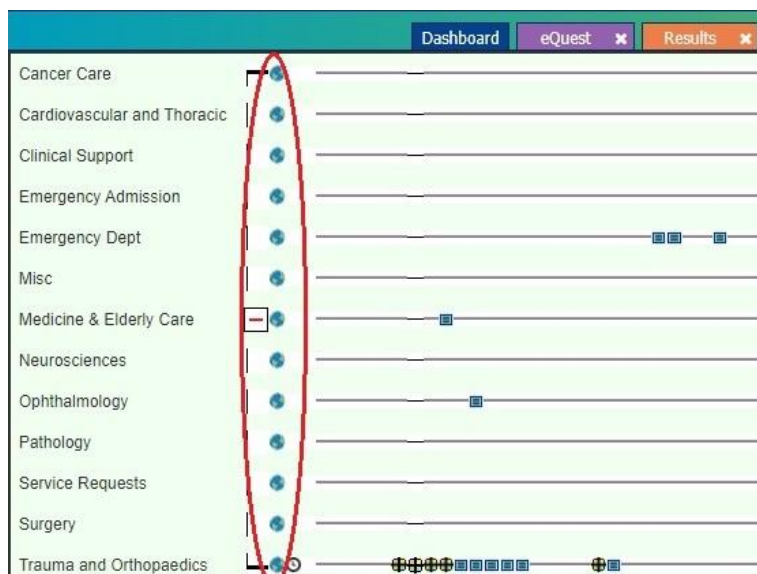 Dashboard
eQuest
Results
Cancer Care
Cardiovascular and Thoracic
Clinical Support
Emergency Admission
Emergency Dept
Misc
Medicine & Elderly Care
Neurosciences
Ophthalmology
Pathology
Service Requests
Surgery
Trauma and Orthopaedics